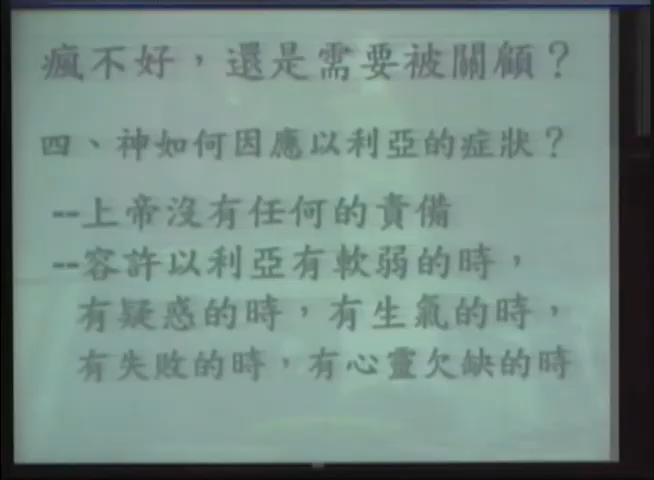 瘋不好，還是需要被關顧？
四、神如何因應以利亞的症狀？
--上帝沒有任何的責備
--容許以利亞有軟弱的時，
有疑惑的時，有生氣的時，
有失敗的時，有心靈欠缺的時